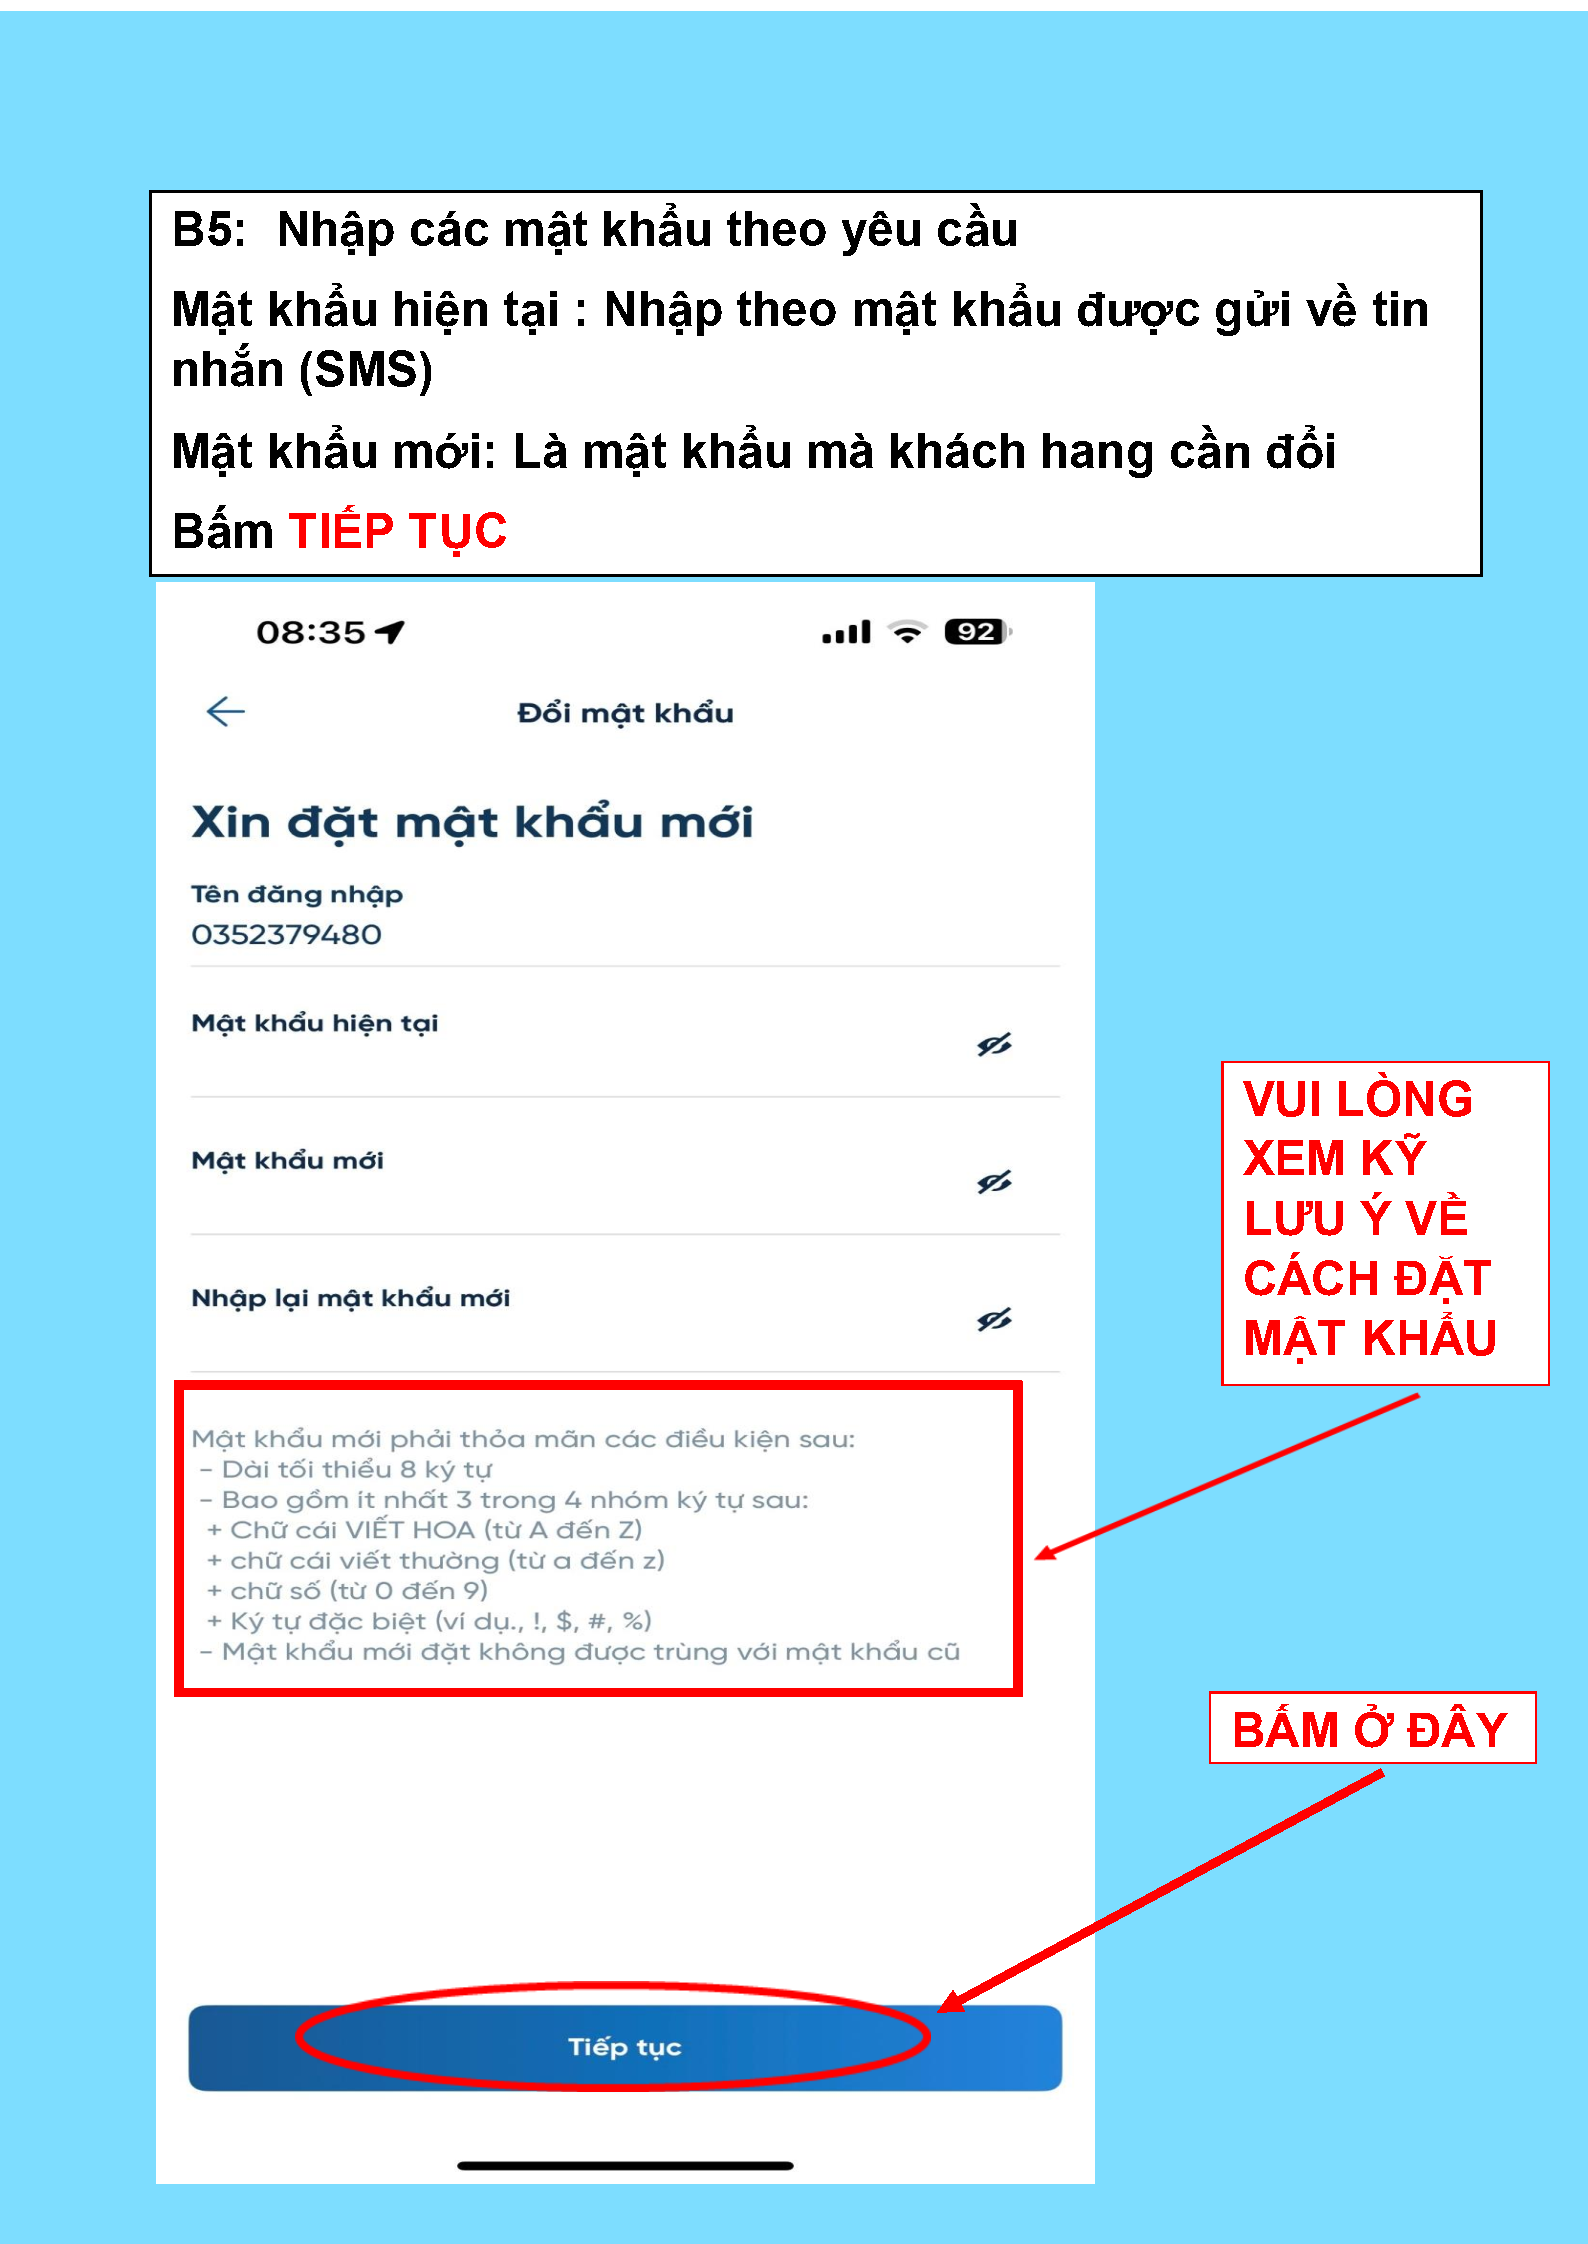 B5: Nhập các mật khẩu theo yêu cầu
Mật khẩu hiện tại : Nhập theo mật khẩu được gửi về tin
nhắn (SMS)
Mật khẩu mới: Là mật khẩu mà khách hang cần đổi
Bấm TIẾP TỤC
08:35
92
Đổi mật khẩu
Xin đặt mật khẩu mới
Tên đăng nhập
0352379480
Mật khẩu hiện tại
Mật khẩu mới
Nhập lại mật khẩu mới
VUI LÒNG
XEM KỸ
LƯU Ý VỀ
CÁCH ĐẶT
MẬT KHẨU
Mật khẩu mới phải thỏa mãn các điều kiện sau:
- Dài tối thiểu 8 ký tự
- Bao gồm ít nhất 3 trong 4 nhóm ký tự sau:
+ Chữ cái VIẾT HOA (từ A đến Z)
+ chữ cái viết thường (từ a đến z)
+ chữ số (từ 0 đến 9)
+ Ký tự đặc biệt (ví dụ., !, $, #, %)
- Mật khẩu mới đặt không được trùng với mật khẩu cũ
BẤM Ở ĐÂY
Tiếp tục